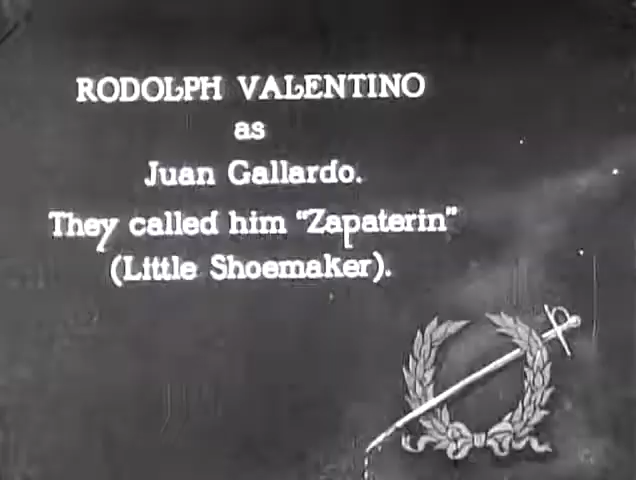 RODOLPH VALENTINO
as
Juan Gallardo.
They called him "Zapaterin"
(Little Shoemaker).